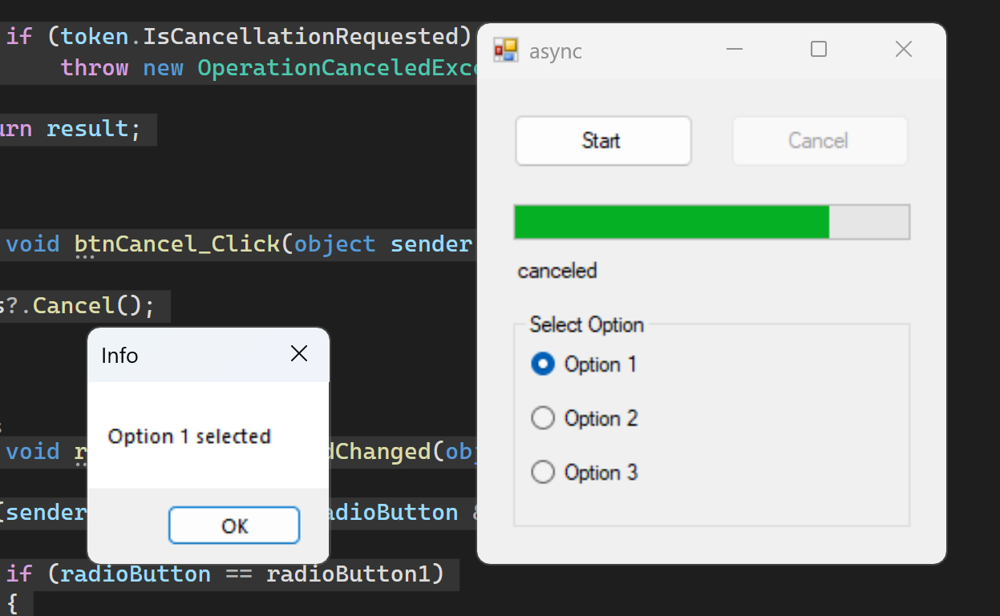 if (token.IsCancellationRequested)
throw new OperationCanceledExc
urn result;
void btnCancel_Click(object sender
s?.Cancel();
void r
dChanged(obj
(sender
adioButton &
if (radioButton == radioButton1)
{
async
Start
Cancel
canceled
Select Option
Option 1
Option 2
Option 3
Info
Option 1 selected
OK